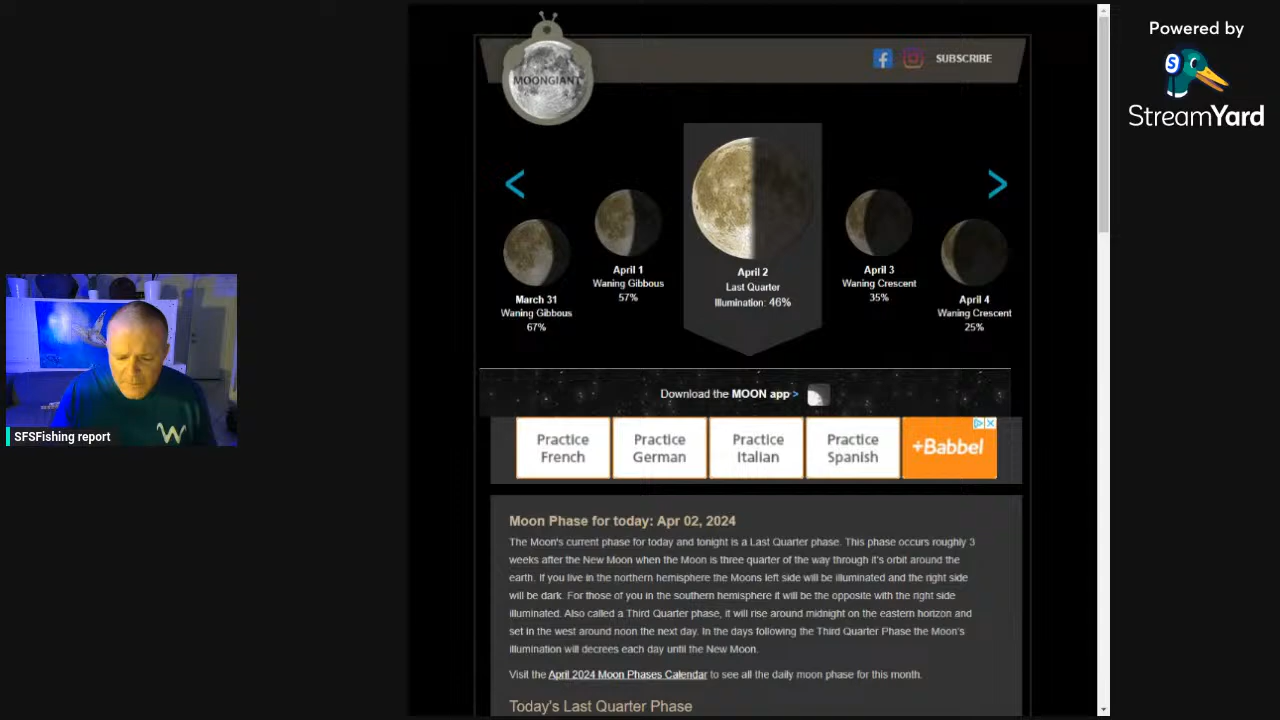 Powered by
StreamYard
MOONGIANT
SUBSCRIBE
<
>
March 31
Waning Gibbous
67%
April 1
Waning Gibbous
57%
April 2
Last Quarter
Illumination: 46%
April 3
Waning Crescent
35%
April 4
Waning Crescent
25%
Download the MOON app >
Practice
French
Practice
German
Practice
Italian
Practice
Spanish
+Babbel
SFSFishing report
Moon Phase for today: Apr 02, 2024
The Moon's current phase for today and tonight is a Last Quarter phase. This phase occurs roughly 3
weeks after the New Moon when the Moon is three quarter of the way through it's orbit around the
earth. If you live in the northern hemisphere the Moons left side will be illuminated and the right side
will be dark. For those of you in the southern hemisphere it will be the opposite with the right side
illuminated. Also called a Third Quarter phase, it will rise around midnight on the eastern horizon and
set in the west around noon the next day. In the days following the Third Quarter Phase the Moon's
illumination will decrees each day until the New Moon.
Visit the April 2024 Moon Phases Calendar to see all the daily moon phase for this month.
Today's Last Quarter Phase